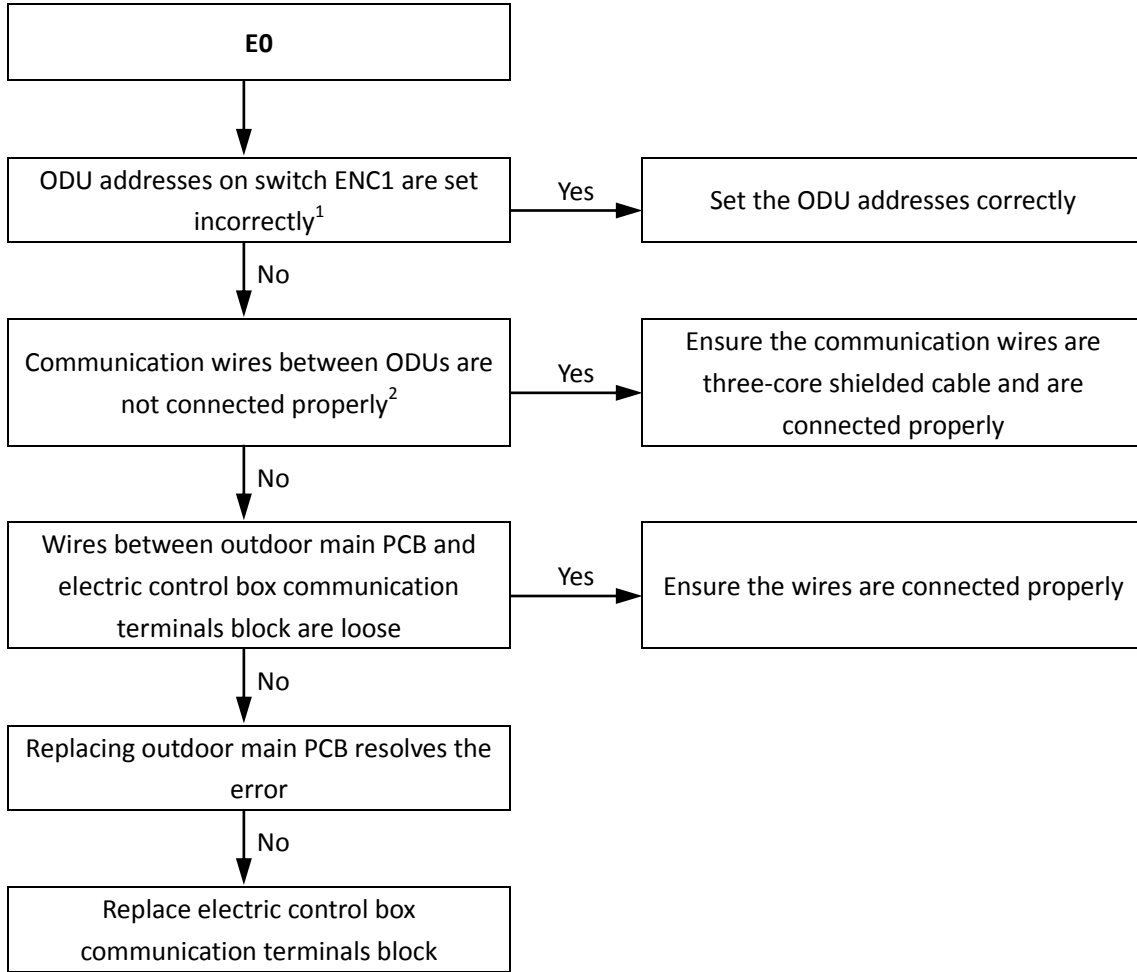 E0
ODU addresses on switch ENC1 are set
incorrectly1
Yes
Set the ODU addresses correctly
No
Communication wires between ODUs are
not connected properly2
Yes
Ensure the communication wires are
three-core shielded cable and are
connected properly
No
Wires between outdoor main PCB and
electric control box communication
terminals block are loose
Yes
Ensure the wires are connected properly
No
Replacing outdoor main PCB resolves the
error
No
Replace electric control box
communication terminals block